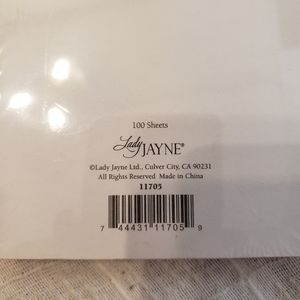 100 Sheets
Lady JAYNE®
©Lady Jayne Ltd., Culver City, CA 90231
All Rights Reserved Made in China
11705
7 44431 11705 9